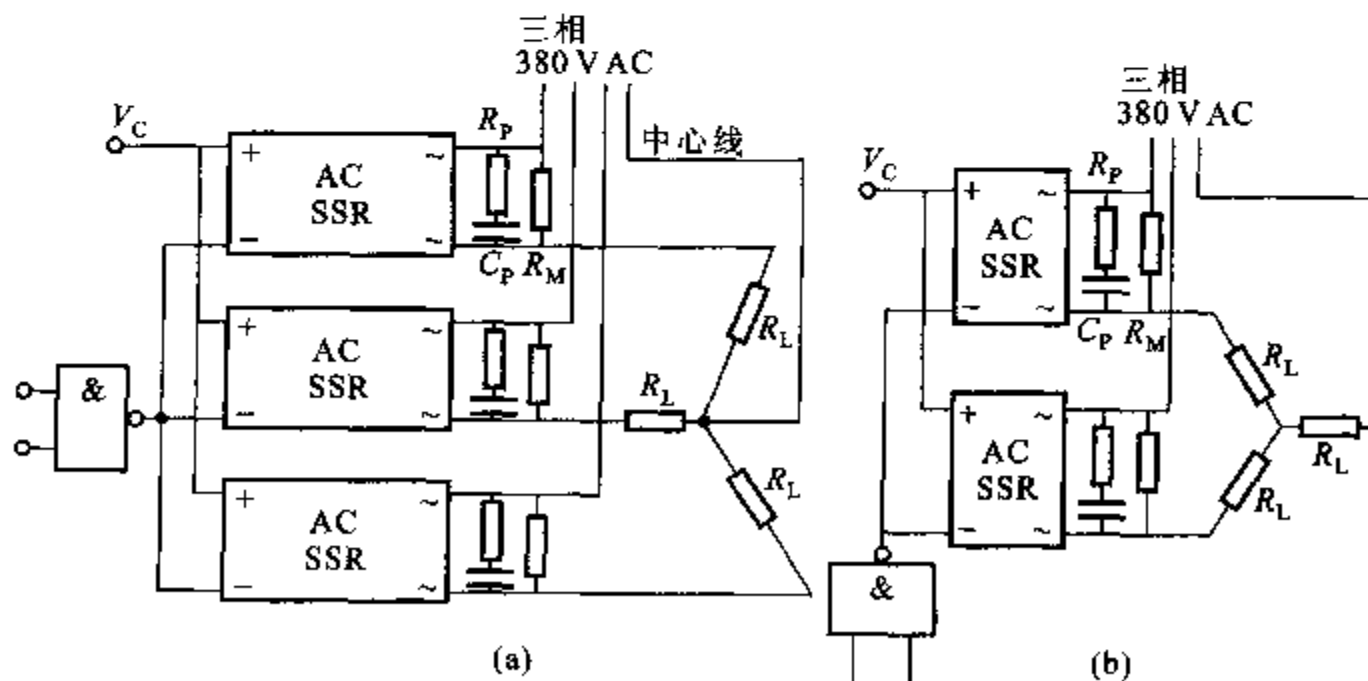 三相
380 V AC
V_C
+
AC
SSR
~
−
~
R_P
C_P
R_M
中心线
R_L
+
AC
SSR
~
−
~
R_L
&
+
AC
SSR
~
−
~
R_L
(a)
三相
380 V AC
V_C
+
AC
SSR
~
−
~
R_P
C_P
R_M
R_L
+
AC
SSR
~
−
~
R_L
R_L
&
(b)